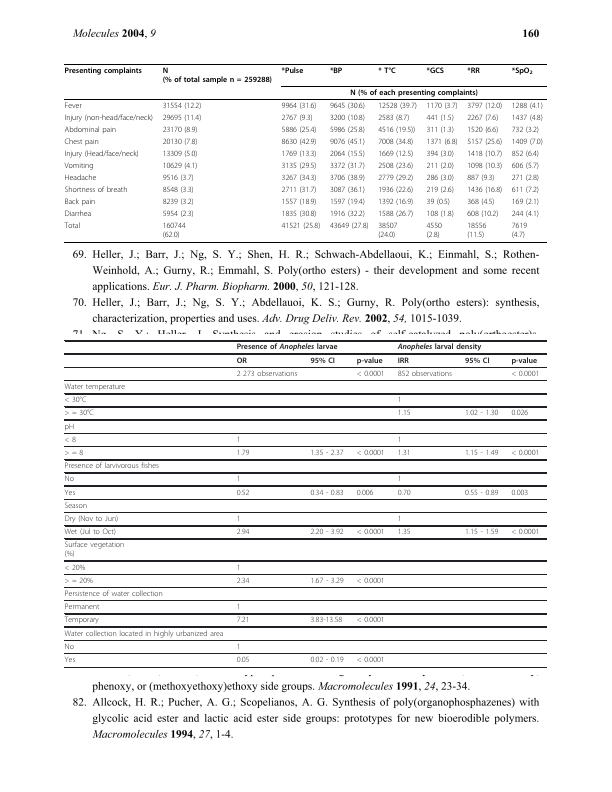 Molecules 2004, 9 160
Presenting complaints N *Pulse *BP * T°C *GCS *RR *SpO2
(% of total sample n = 259288)
N (% of each presenting complaints)
Fever 31554 (12.2) 9964 (31.6) 9645 (30.6) 12528 (39.7) 1170 (3.7) 3797 (12.0) 1288 (4.1)
Injury (non-head/face/neck) 29695 (11.4) 2767 (9.3) 3200 (10.8) 2583 (8.7) 441 (1.5) 2267 (7.6) 1437 (4.8)
Abdominal pain 23170 (8.9) 5886 (25.4) 5986 (25.8) 4516 (19.5)) 311 (1.3) 1520 (6.6) 732 (3.2)
Chest pain 20130 (7.8) 8630 (42.9) 9076 (45.1) 7008 (34.8) 1371 (6.8) 5157 (25.6) 1409 (7.0)
Injury (Head/face/neck) 13309 (5.0) 1769 (13.3) 2064 (15.5) 1669 (12.5) 394 (3.0) 1418 (10.7) 852 (6.4)
Vomiting 10629 (4.1) 3135 (29.5) 3372 (31.7) 2508 (23.6) 211 (2.0) 1098 (10.3) 606 (5.7)
Headache 9516 (3.7) 3267 (34.3) 3706 (38.9) 2779 (29.2) 286 (3.0) 887 (9.3) 271 (2.8)
Shortness of breath 8548 (3.3) 2711 (31.7) 3087 (36.1) 1936 (22.6) 219 (2.6) 1436 (16.8) 611 (7.2)
Back pain 8239 (3.2) 1557 (18.9) 1597 (19.4) 1392 (16.9) 39 (0.5) 368 (4.5) 169 (2.1)
Diarrhea 5954 (2.3) 1835 (30.8) 1916 (32.2) 1588 (26.7) 108 (1.8) 608 (10.2) 244 (4.1)
Total 160744 41521 (25.8) 43649 (27.8) 38507 4550 18556 7619
(62.0) (24.0) (2.8) (11.5) (4.7)
69. Heller, J.; Barr, J.; Ng, S. Y.; Shen, H. R.; Schwach-Abdellaoui, K.; Einmahl, S.; Rothen-
Weinhold, A.; Gurny, R.; Emmahl, S. Poly(ortho esters) - their development and some recent
applications. Eur. J. Pharm. Biopharm. 2000, 50, 121-128.
70. Heller, J.; Barr, J.; Ng, S. Y.; Abdellauoi, K. S.; Gurny, R. Poly(ortho esters): synthesis,
characterization, properties and uses. Adv. Drug Deliv. Rev. 2002, 54, 1015-1039.
71. Ng, S. Y.; Heller, J. Synthesis and erosion studies of self-catalyzed poly(orthoester)s.
Presence of Anopheles larvae Anopheles larval density
OR 95% CI p-value IRR 95% CI p-value
2 273 observations < 0.0001 852 observations < 0.0001
Water temperature
< 30°C 1
> = 30°C 1.15 1.02 - 1.30 0.026
pH
< 8 1 1
> = 8 1.79 1.35 - 2.37 < 0.0001 1.31 1.15 - 1.49 < 0.0001
Presence of larvivorous fishes
No 1 1
Yes 0.52 0.34 - 0.83 0.006 0.70 0.55 - 0.89 0.003
Season
Dry (Nov to Jun) 1 1
Wet (Jul to Oct) 2.94 2.20 - 3.92 < 0.0001 1.35 1.15 - 1.59 < 0.0001
Surface vegetation
(%)
< 20% 1
> = 20% 2.34 1.67 - 3.29 < 0.0001
Persistence of water collection
Permanent 1
Temporary 7.21 3.83-13.58 < 0.0001
Water collection located in highly urbanized area
No 1
Yes 0.05 0.02 - 0.19 < 0.0001
phenoxy, or (methoxyethoxy)ethoxy side groups. Macromolecules 1991, 24, 23-34.
82. Allcock, H. R.; Pucher, A. G.; Scopelianos, A. G. Synthesis of poly(organophosphazenes) with
glycolic acid ester and lactic acid ester side groups: prototypes for new bioerodible polymers.
Macromolecules 1994, 27, 1-4.